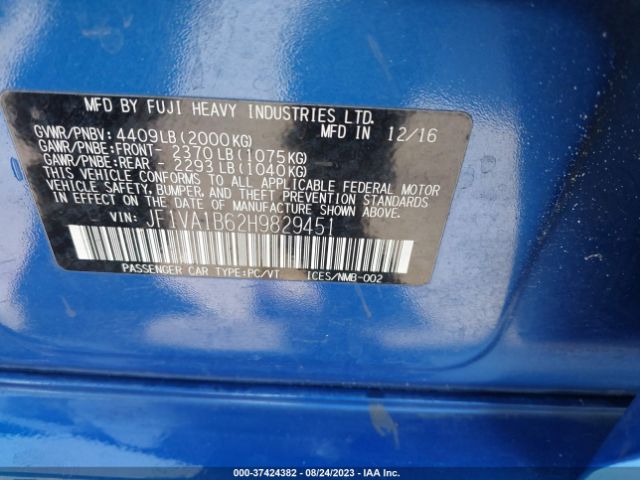 MFD BY FUJI HEAVY INDUSTRIES LTD.
GVWR/PNBV: 4409LB(2000KG) MFD IN 12/16
GAWR/PNBE:FRONT- 2370LB(1075KG)
GAWR/PNBE:REAR - 2293LB(1040KG)
THIS VEHICLE CONFORMS TO ALL APPLICABLE FEDERAL MOTOR
VEHICLE SAFETY, BUMPER, AND THEFT PREVENTION STANDARDS
IN EFFECT ON THE DATE OF MANUFACTURE SHOWN ABOVE.
VIN: JF1VA1B62H9829451
PASSENGER CAR TYPE:PC/VT ICES/NMB-002
000-37424382 - 08/24/2023 - IAA Inc.